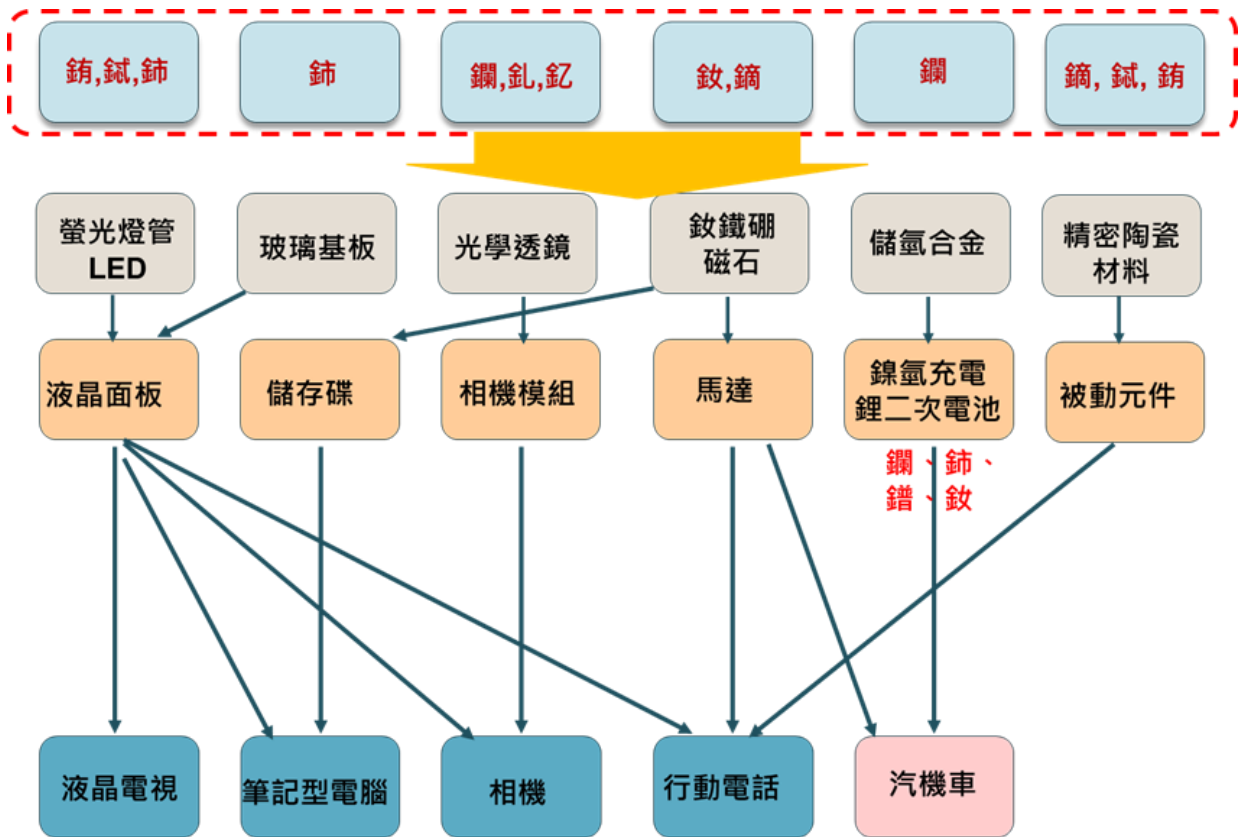 銪,鋱,鈰
鈰
鑭,釓,釔
釹,鏑
鑭
鏑, 鋱, 銪
螢光燈管
LED
玻璃基板
光學透鏡
釹鐵硼
磁石
儲氫合金
精密陶瓷
材料
液晶面板
儲存碟
相機模組
馬達
鎳氫充電
鋰二次電池
被動元件
鑭、鈰、
鐠、釹
液晶電視
筆記型電腦
相機
行動電話
汽機車